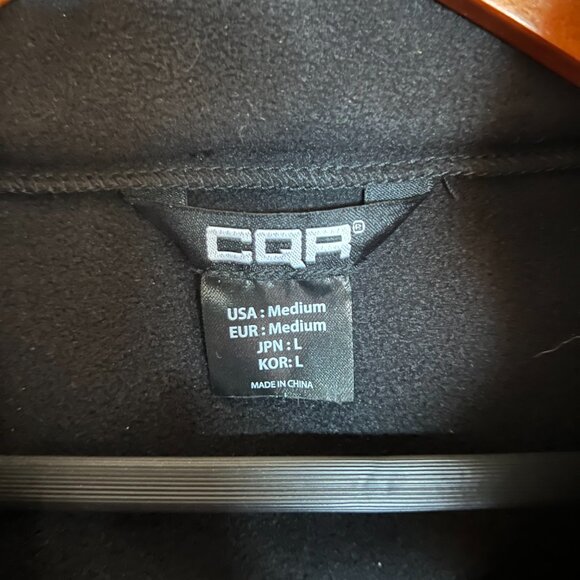 CQR®
USA : Medium
EUR : Medium
JPN : L
KOR: L
MADE IN CHINA